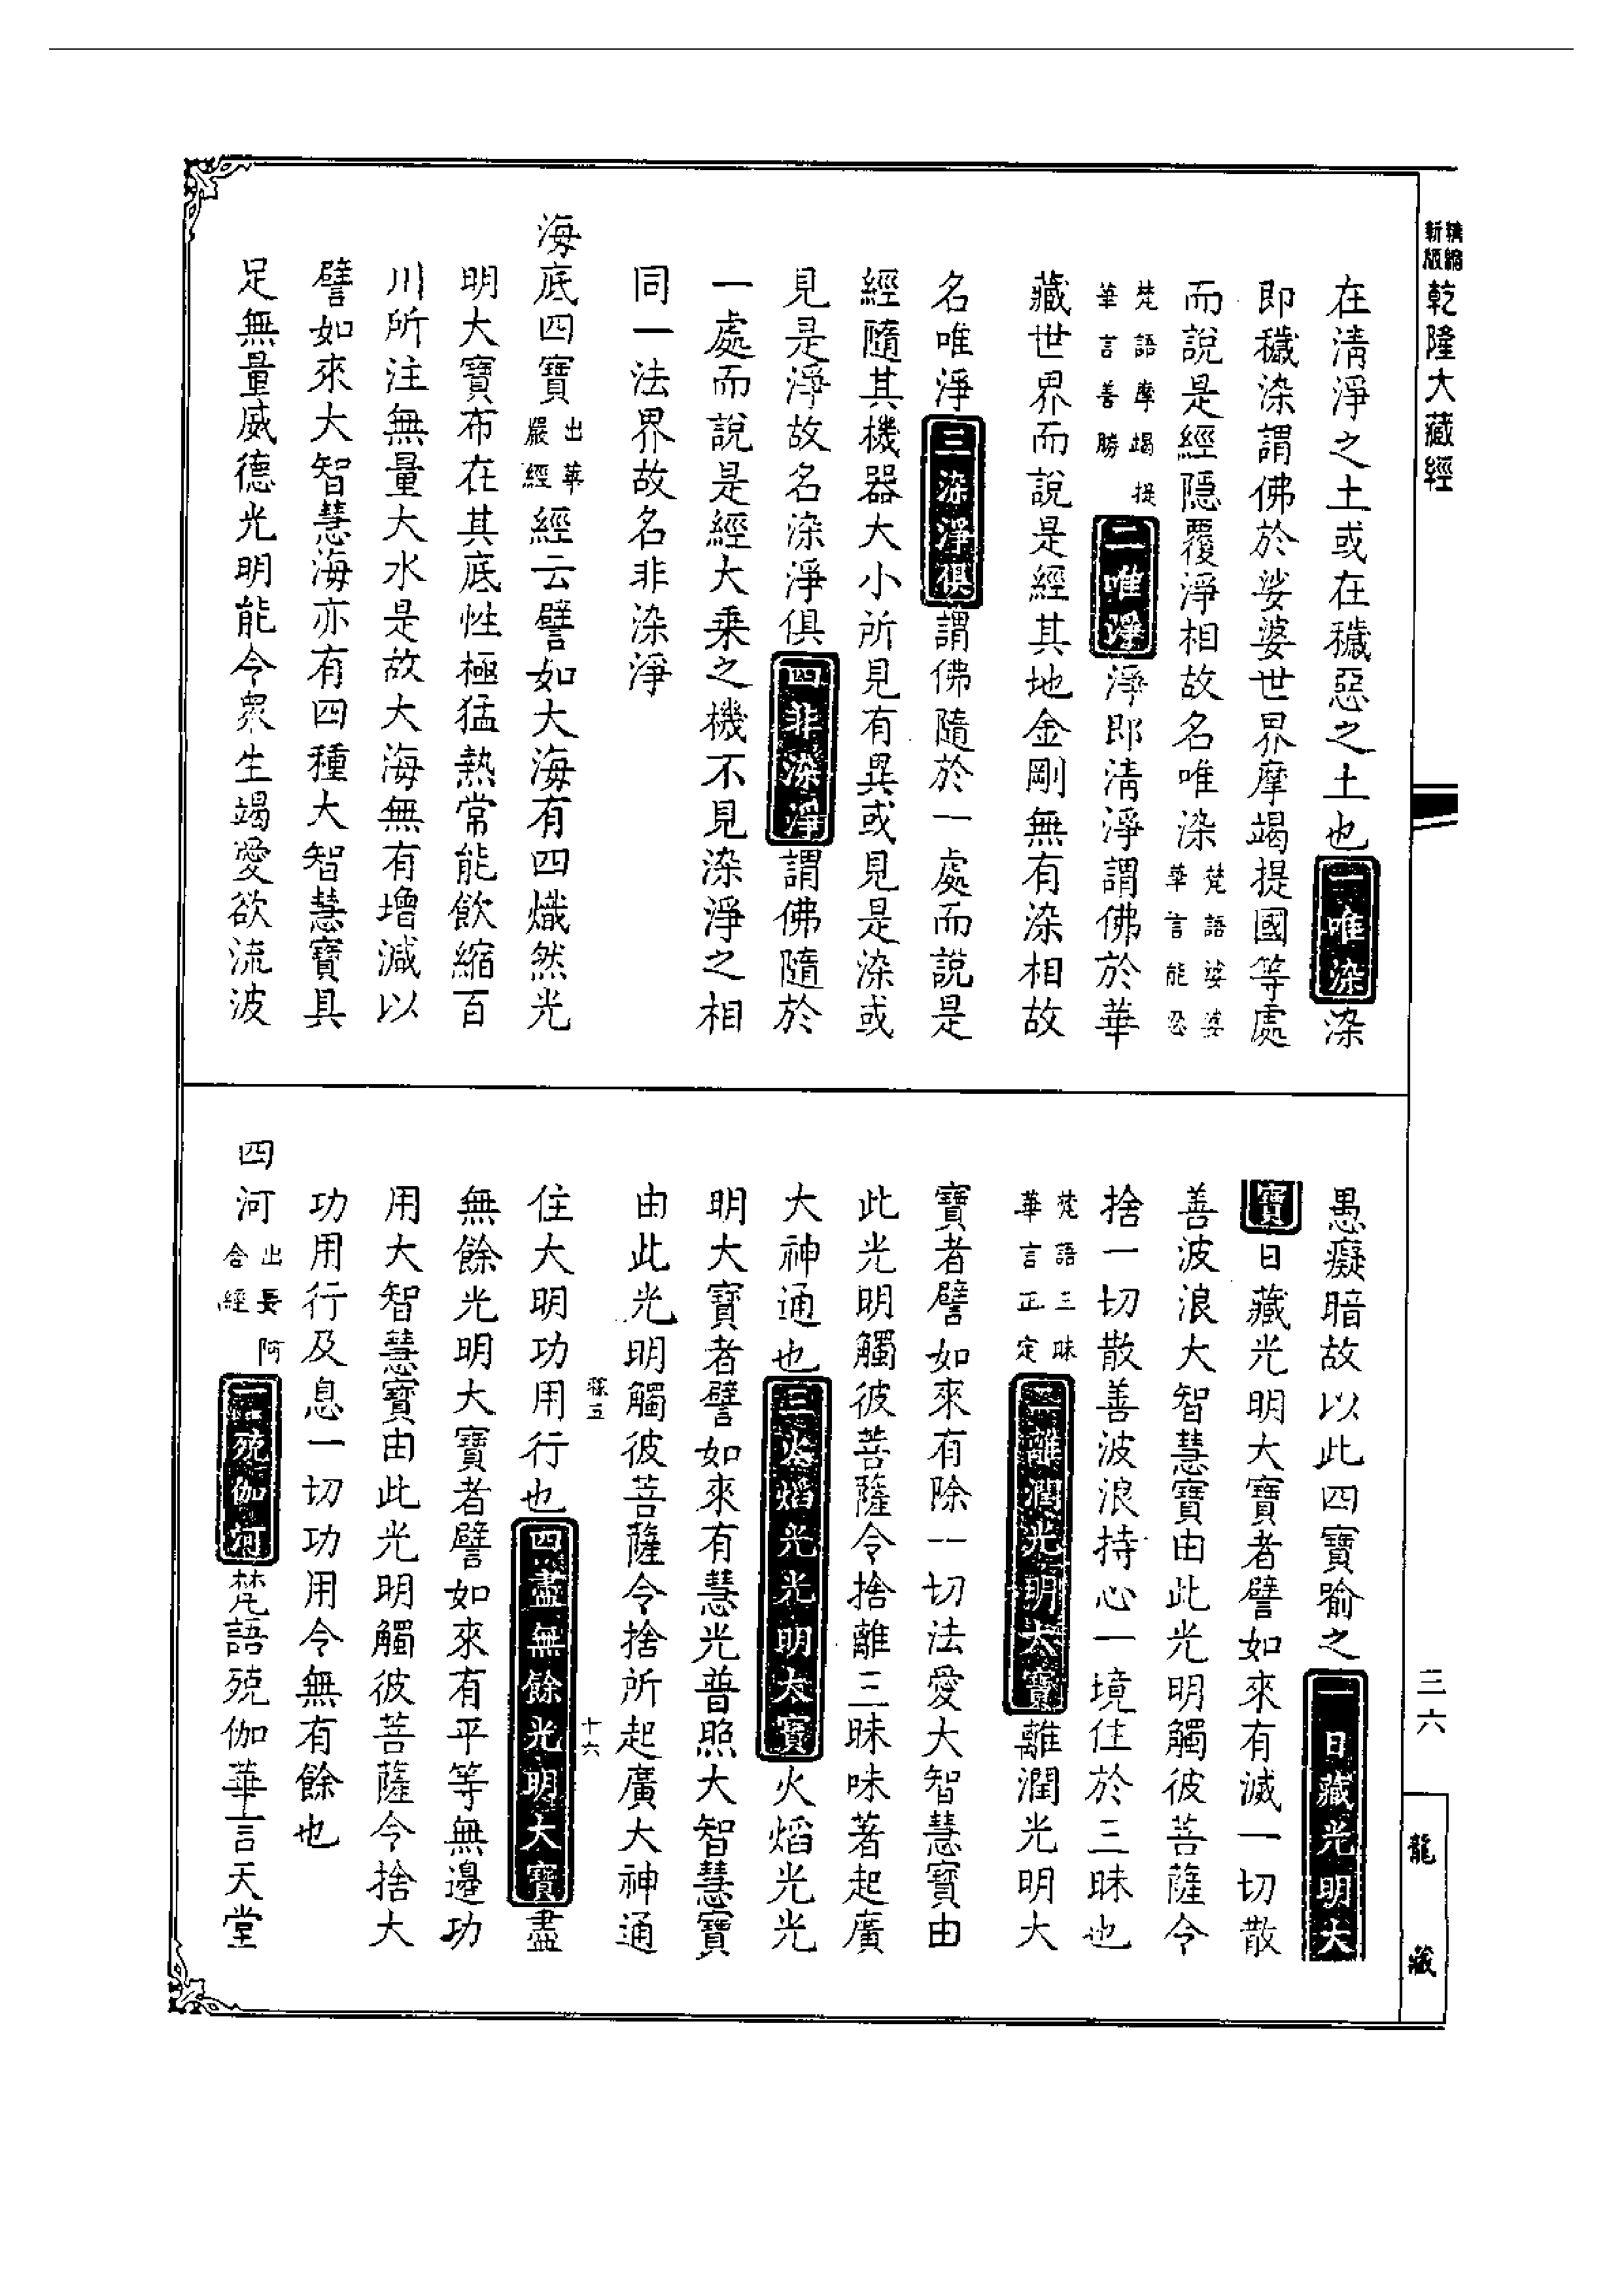 精縮
新版
乾隆大藏經
在清淨之土或在穢惡之土也一唯染染
即穢染謂佛於娑婆世界摩竭提國等處
而說是經隱覆淨相故名唯染梵語娑婆華言能忍
梵語摩竭提華言善勝二唯淨淨即清淨謂佛於華
藏世界而說是經其地金剛無有染相故
名唯淨三染淨俱謂佛隨於一處而說是
經隨其機器大小所見有異或見是染或
見是淨故名染淨俱四非染淨謂佛隨於
一處而說是經大乘之機不見染淨之相
同一法界故名非染淨
海底四寶出華嚴經經云譬如大海有四熾然光
明大寶布在其底性極猛熱常能飲縮百
川所注無量大水是故大海無有增減以
譬如來大智慧海亦有四種大智慧寶具
足無量威德光明能令衆生竭愛欲流波
愚癡暗故以此四寶喻之一日藏光明大
寶日藏光明大寶者譬如來有滅一切散
善波浪大智慧寶由此光明觸彼菩薩令
捨一切散善波浪持心一境住於三昧也
梵語三昧華言正定二離潤光明大寶離潤光明大
寶者譬如來有除一切法愛大智慧寶由
此光明觸彼菩薩令捨離三昧味著起廣
大神通也三火焰光光明大寶火焰光光
明大寶者譬如來有慧光普照大智慧寶
由此光明觸彼菩薩令捨所起廣大神通
十六
住大明功用行也四盡無餘光明大寶盡
無餘光明大寶者譬如來有平等無邊功
用大智慧寶由此光明觸彼菩薩令捨大
功用行及息一切功用令無有餘也
四河出長阿含經一殑伽河梵語殑伽華言天堂
三六
龍藏